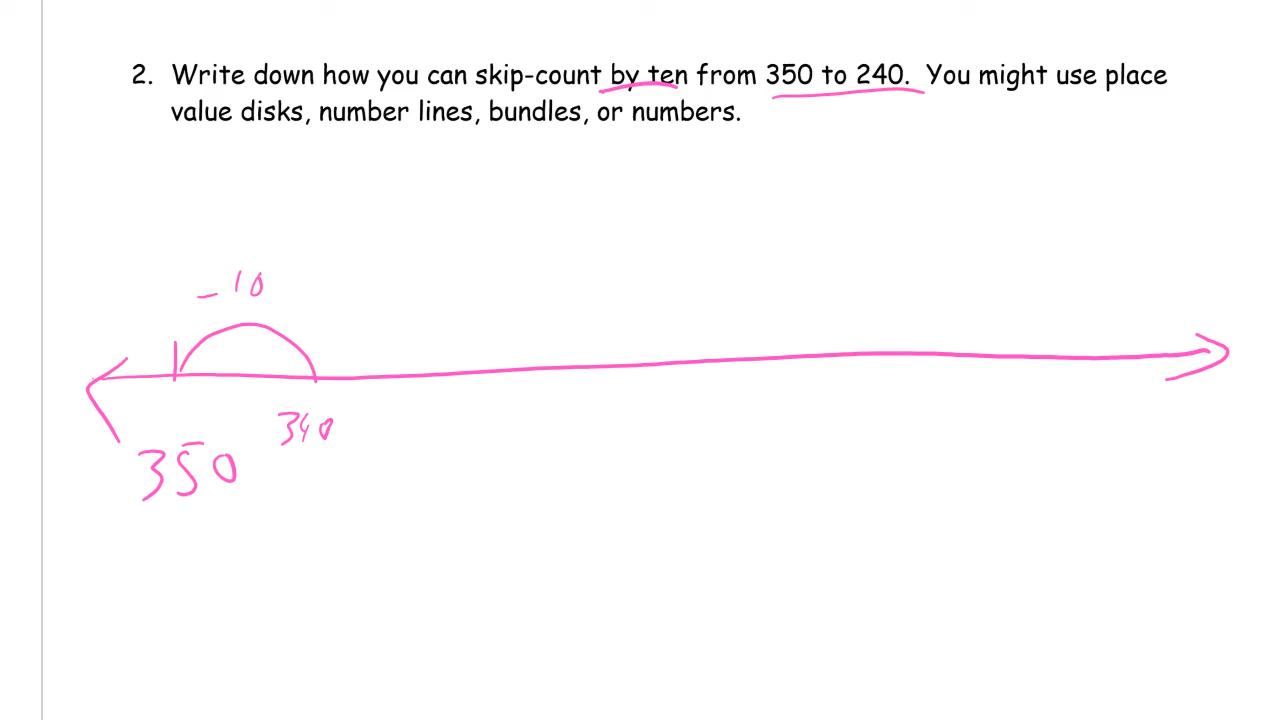 2. Write down how you can skip-count by ten from 350 to 240. You might use place
value disks, number lines, bundles, or numbers.
- 10
340
350